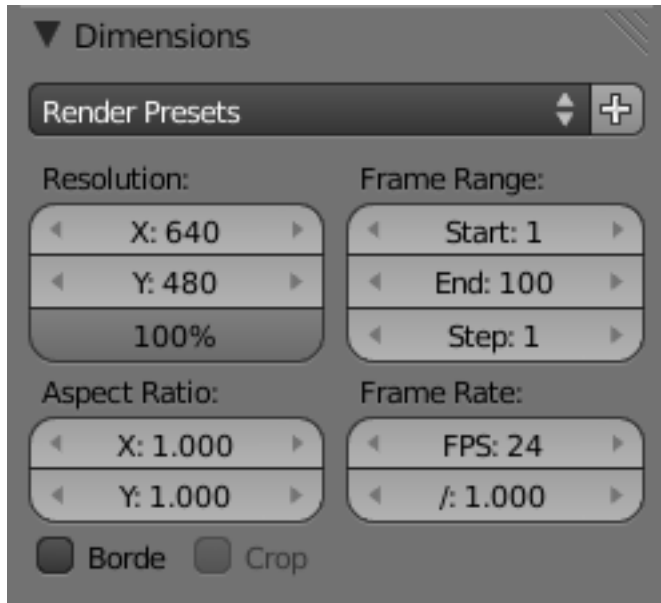 Dimensions
Render Presets
Resolution:
X: 640
Y: 480
100%
Frame Range:
Start: 1
End: 100
Step: 1
Aspect Ratio:
X: 1.000
Y: 1.000
Frame Rate:
FPS: 24
/: 1.000
Borde
Crop